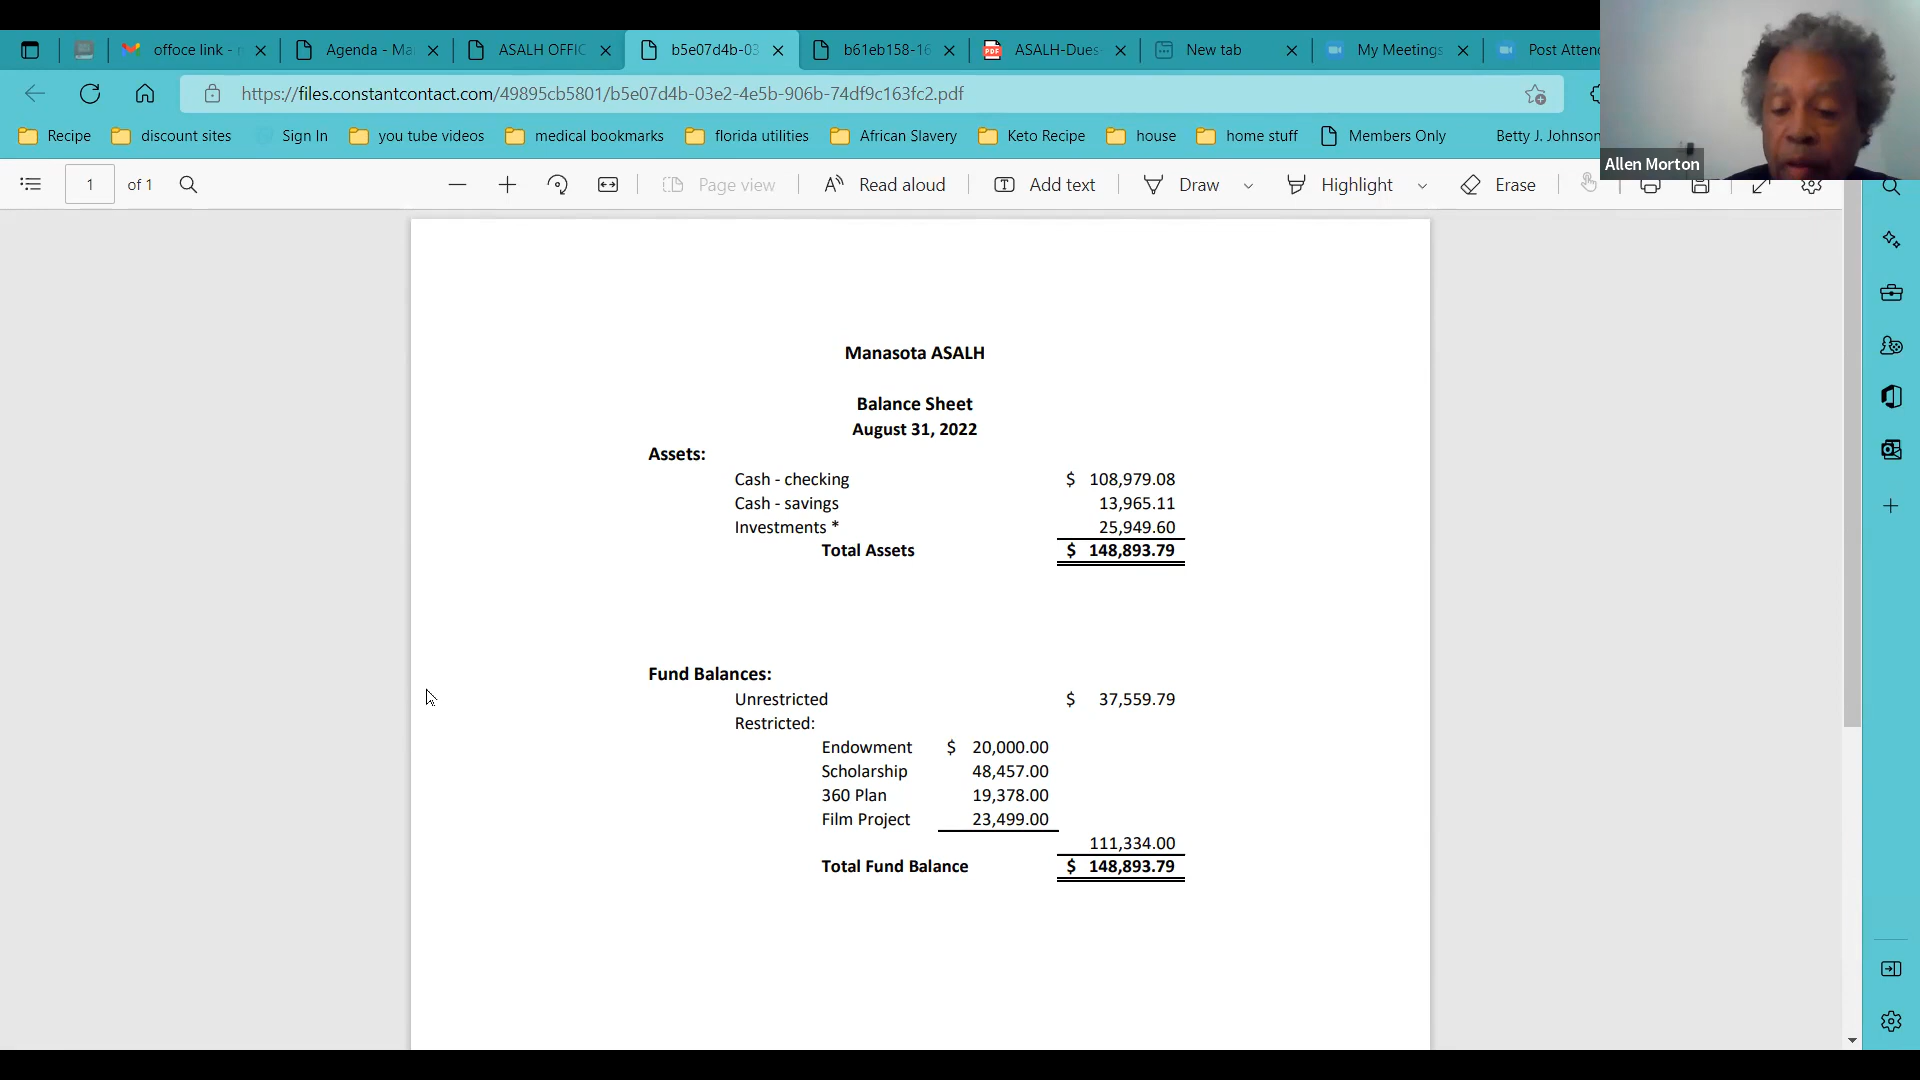 offoce link -
Agenda - Ma
ASALH OFFIC
b5e07d4b-03
b61eb158-16
ASALH-Dues
New tab
My Meetings
Post Atten
https://files.constantcontact.com/49895cb5801/b5e07d4b-03e2-4e5b-906b-74df9c163fc2.pdf
Recipe
discount sites
Sign In
you tube videos
medical bookmarks
florida utilities
African Slavery
Keto Recipe
house
home stuff
Members Only
Betty J. Johnson
Allen Morton
1 of 1
Page view
Read aloud
Add text
Draw
Highlight
Erase
Manasota ASALH
Balance Sheet
August 31, 2022
Assets:
Cash - checking $ 108,979.08
Cash - savings 13,965.11
Investments * 25,949.60
Total Assets $ 148,893.79
Fund Balances:
Unrestricted $ 37,559.79
Restricted:
Endowment $ 20,000.00
Scholarship 48,457.00
360 Plan 19,378.00
Film Project 23,499.00
111,334.00
Total Fund Balance $ 148,893.79